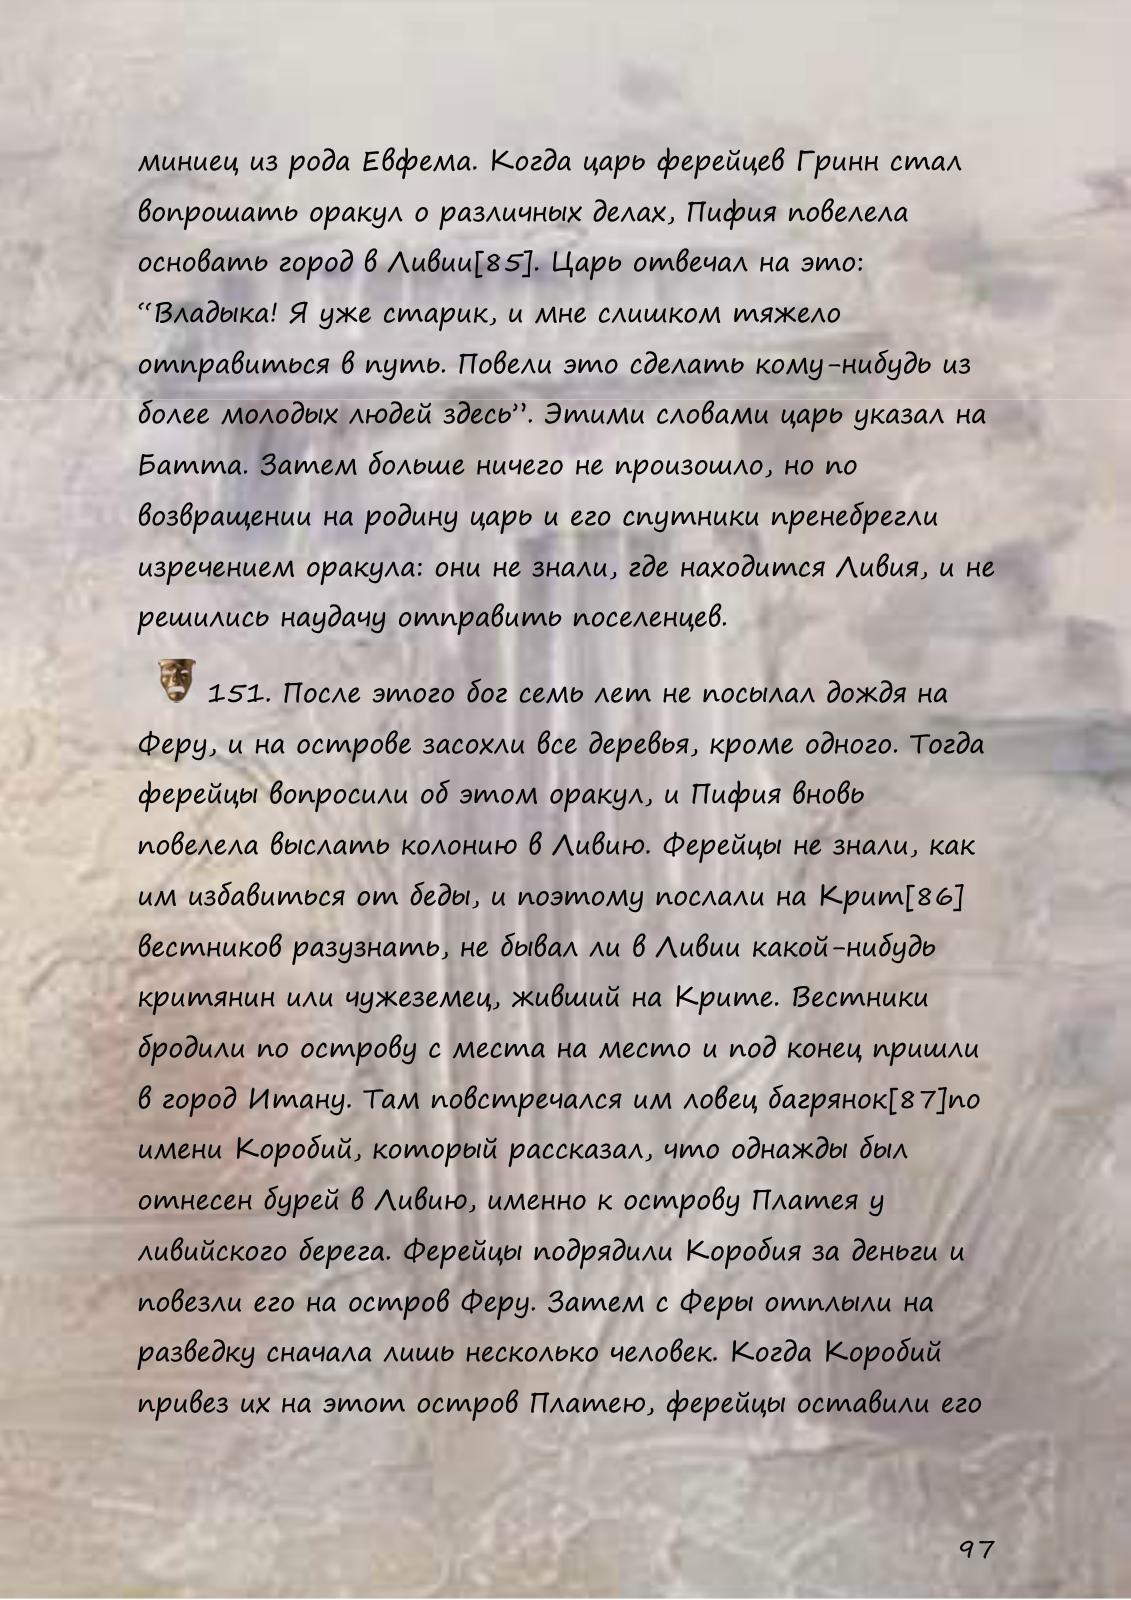 миниец из рода Евфема. Когда царь ферейцев Гринн стал
вопрошать оракул о различных делах, Пифия повелела
основать город в Ливии[85]. Царь отвечал на это:
“Владыка! Я уже старик, и мне слишком тяжело
отправиться в путь. Повели это сделать кому-нибудь из
более молодых людей здесь”. Этими словами царь указал на
Батта. Затем больше ничего не произошло, но по
возвращении на родину царь и его спутники пренебрегли
изречением оракула: они не знали, где находится Ливия, и не
решились наудачу отправить поселенцев.
151. После этого бог семь лет не посылал дождя на
Феру, и на острове засохли все деревья, кроме одного. Тогда
ферейцы вопросили об этом оракул, и Пифия вновь
повелела выслать колонию в Ливию. Ферейцы не знали, как
им избавиться от беды, и поэтому послали на Крит[86]
вестников разузнать, не бывал ли в Ливии какой-нибудь
критянин или чужеземец, живший на Крите. Вестники
бродили по острову с места на место и под конец пришли
в город Итану. Там повстречался им ловец багрянок[87]по
имени Коробий, который рассказал, что однажды был
отнесен бурей в Ливию, именно к острову Платея у
ливийского берега. Ферейцы подрядили Коробия за деньги и
повезли его на остров Феру. Затем с Феры отплыли на
разведку сначала лишь несколько человек. Когда Коробий
привез их на этот остров Платею, ферейцы оставили его
97